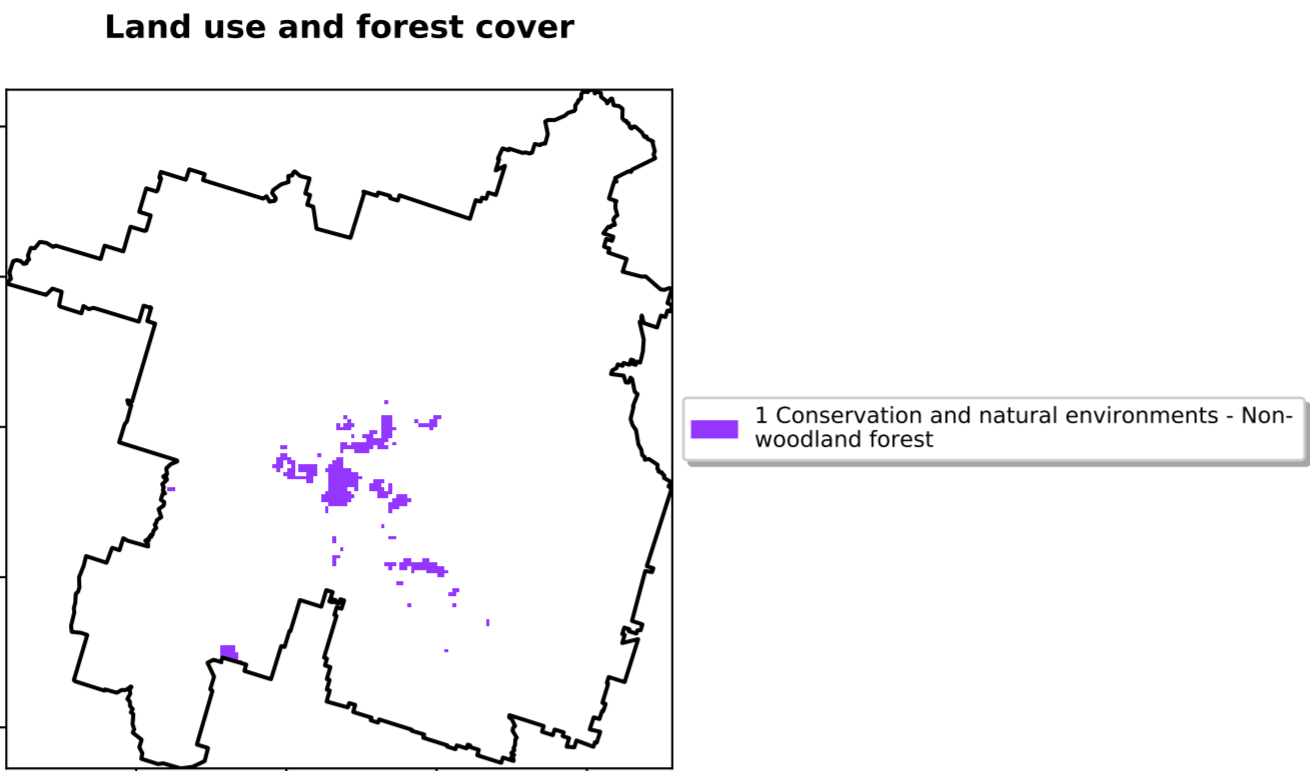 Land use and forest cover
1 Conservation and natural environments - Non-
woodland forest